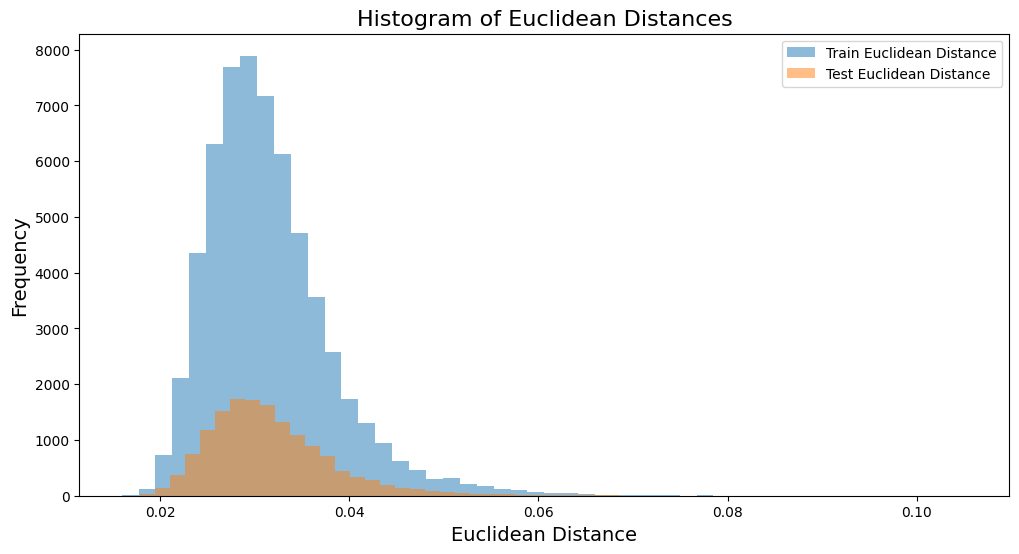 Histogram of Euclidean Distances
Train Euclidean Distance
Test Euclidean Distance
Frequency
8000
7000
6000
5000
4000
3000
2000
1000
0
0.02 0.04 0.06 0.08 0.10
Euclidean Distance